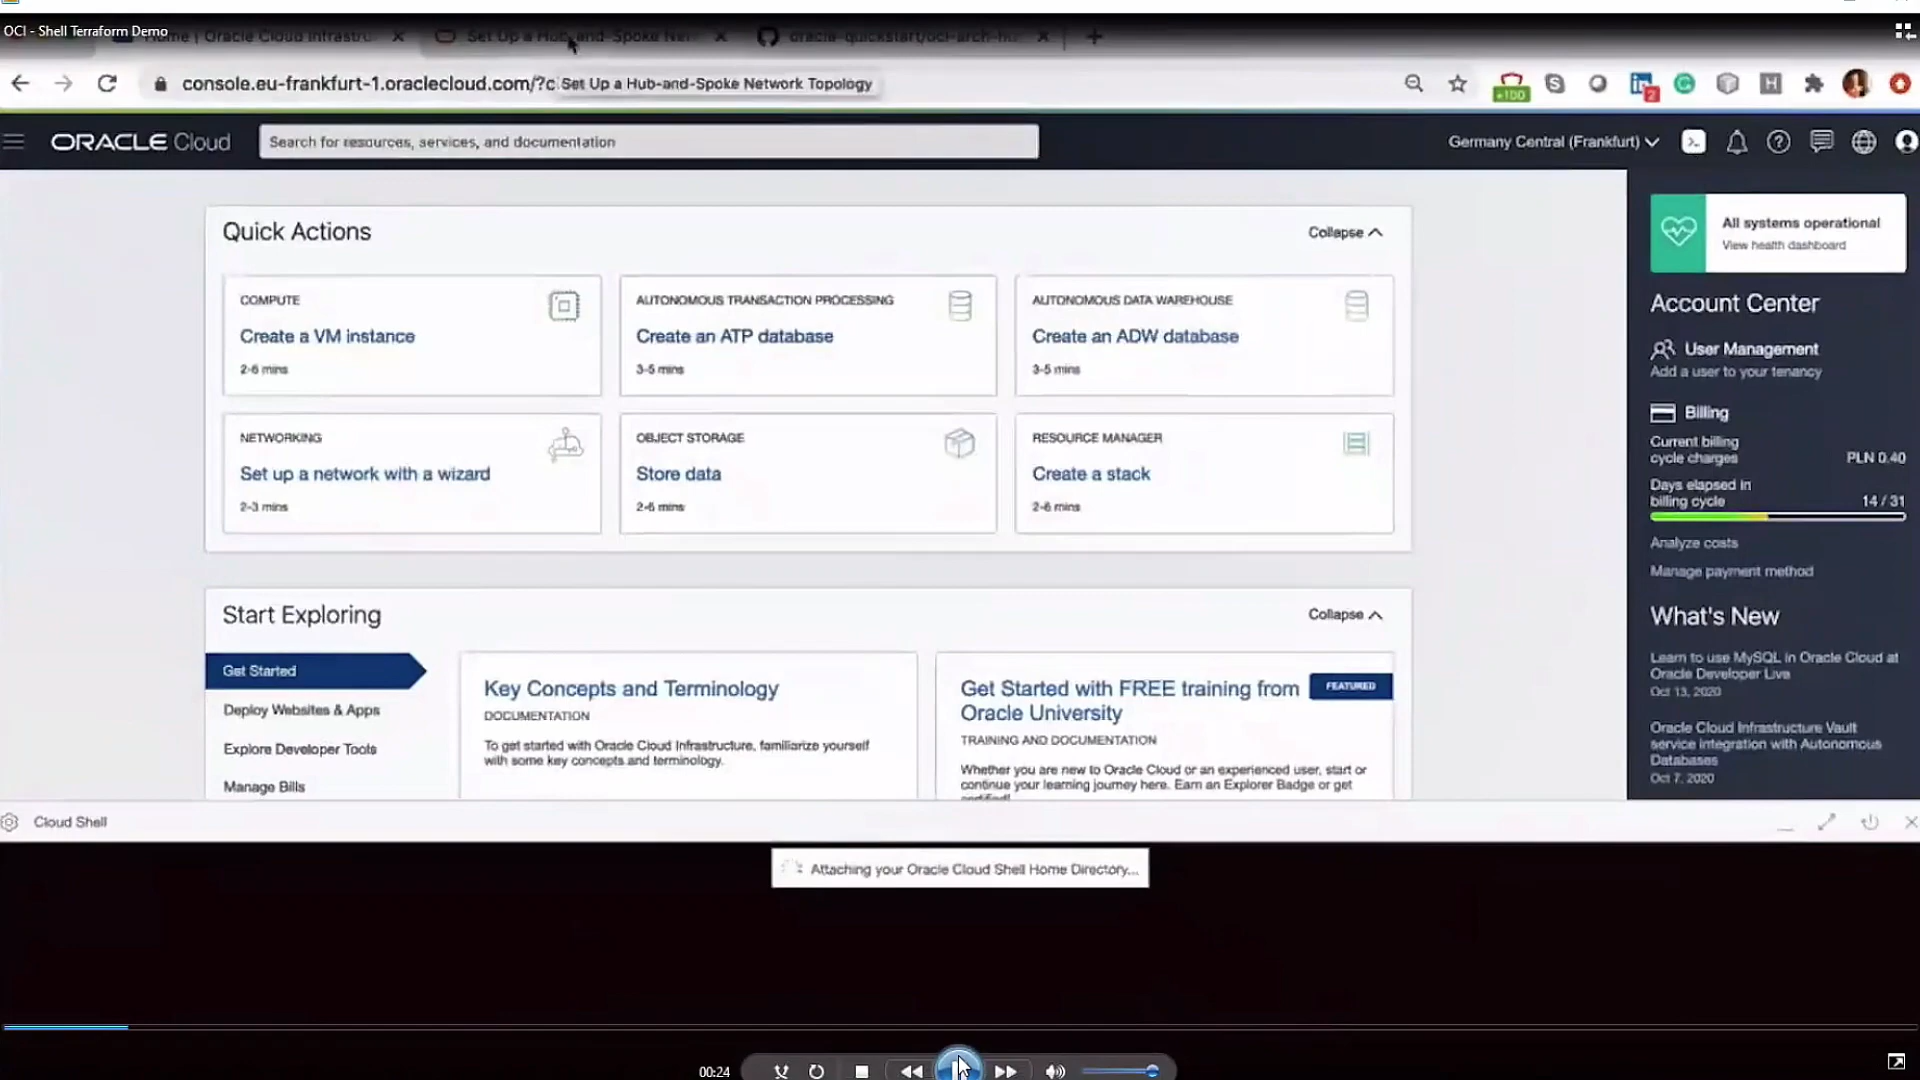 OCI - Shell Terraform Demo
Home | Oracle Cloud Infrastru
Set Up a Hub-and-Spoke Net
oracle-quickstart/oci-arch-hu
console.eu-frankfurt-1.oraclecloud.com/?c
Set Up a Hub-and-Spoke Network Topology
+100
2
H
ORACLE Cloud
Search for resources, services, and documentation
Germany Central (Frankfurt)
Quick Actions
Collapse
COMPUTE
Create a VM instance
2-6 mins
AUTONOMOUS TRANSACTION PROCESSING
Create an ATP database
3-5 mins
AUTONOMOUS DATA WAREHOUSE
Create an ADW database
3-5 mins
NETWORKING
Set up a network with a wizard
2-3 mins
OBJECT STORAGE
Store data
2-6 mins
RESOURCE MANAGER
Create a stack
2-6 mins
Start Exploring
Collapse
Get Started
Deploy Websites & Apps
Explore Developer Tools
Manage Bills
Key Concepts and Terminology
DOCUMENTATION
To get started with Oracle Cloud Infrastructure, familiarize yourself
with some key concepts and terminology.
Get Started with FREE training from
Oracle University
FEATURED
TRAINING AND DOCUMENTATION
Whether you are new to Oracle Cloud or an experienced user, start or
continue your learning journey here. Earn an Explorer Badge or get
certified!
All systems operational
View health dashboard
Account Center
User Management
Add a user to your tenancy
Billing
Current billing
cycle charges
PLN 0.40
Days elapsed in
billing cycle
14 / 31
Analyze costs
Manage payment method
What's New
Learn to use MySQL in Oracle Cloud at
Oracle Developer Live
Oct 13, 2020
Oracle Cloud Infrastructure Vault
service integration with Autonomous
Databases
Oct 7, 2020
Cloud Shell
Attaching your Oracle Cloud Shell Home Directory...
00:24